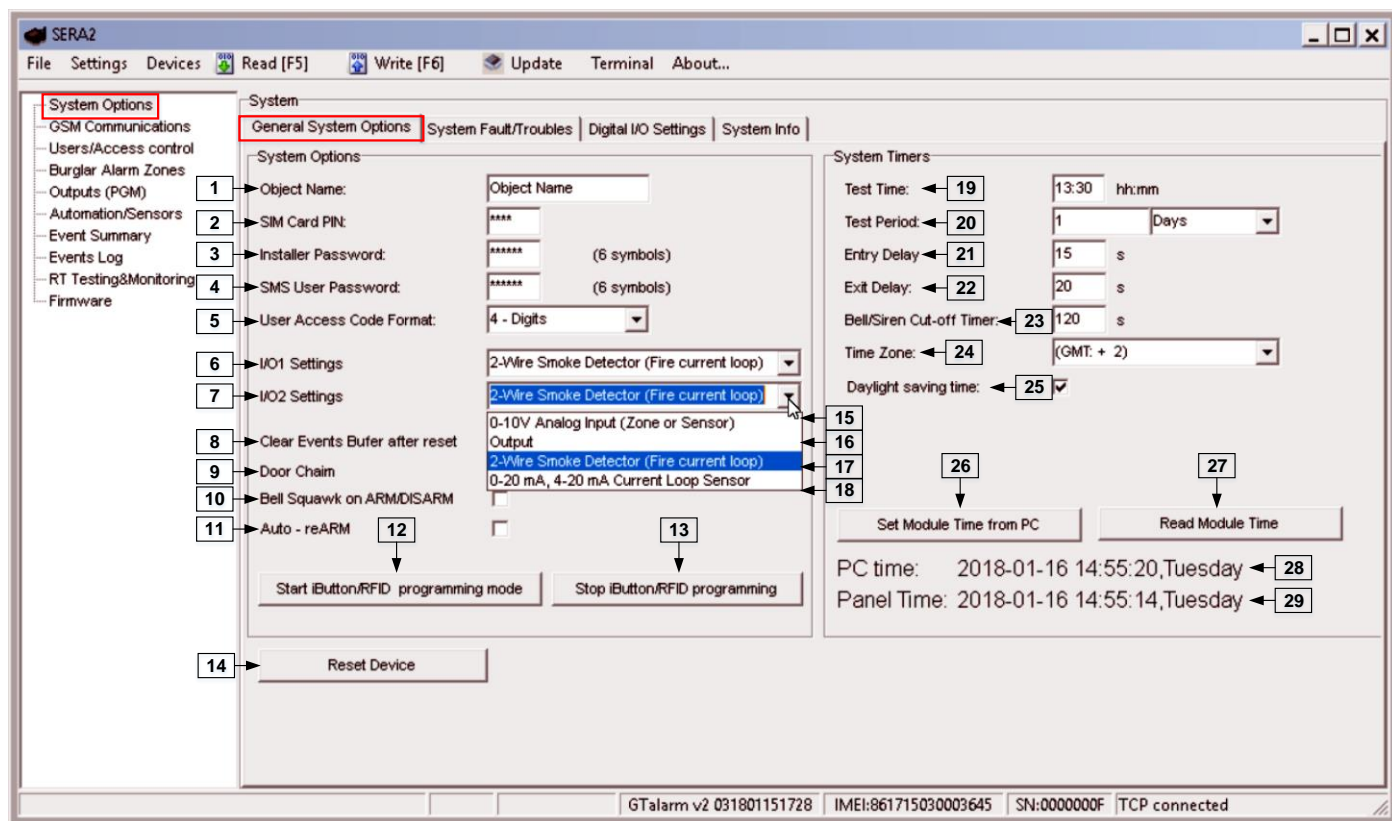 SERA2
File Settings Devices Read [F5] Write [F6] Update Terminal About...
System Options
GSM Communications
Users/Access control
Burglar Alarm Zones
Outputs (PGM)
Automation/Sensors
Event Summary
Events Log
RT Testing&Monitoring
Firmware
System
General System Options System Fault/Troubles Digital I/O Settings System Info
System Options
1 Object Name: Object Name
2 SIM Card PIN: ****
3 Installer Password: ****** (6 symbols)
4 SMS User Password: ****** (6 symbols)
5 User Access Code Format: 4 - Digits
6 I/O1 Settings 2-Wire Smoke Detector (Fire current loop)
7 I/O2 Settings 2-Wire Smoke Detector (Fire current loop)
0-10V Analog Input (Zone or Sensor) 15
Output 16
2-Wire Smoke Detector (Fire current loop) 17
0-20 mA, 4-20 mA Current Loop Sensor 18
8 Clear Events Bufer after reset
9 Door Chaim
10 Bell Squawk on ARM/DISARM
11 Auto - reARM
12 13
Start iButton/RFID programming mode Stop iButton/RFID programming
14 Reset Device
System Timers
Test Time: 19 13:30 hh:mm
Test Period: 20 1 Days
Entry Delay 21 15 s
Exit Delay: 22 20 s
Bell/Siren Cut-off Timer: 23 120 s
Time Zone: 24 (GMT: + 2)
Daylight saving time: 25
26 27
Set Module Time from PC Read Module Time
PC time: 2018-01-16 14:55:20,Tuesday 28
Panel Time: 2018-01-16 14:55:14,Tuesday 29
GTalarm v2 031801151728 IMEI:861715030003645 SN:0000000F TCP connected